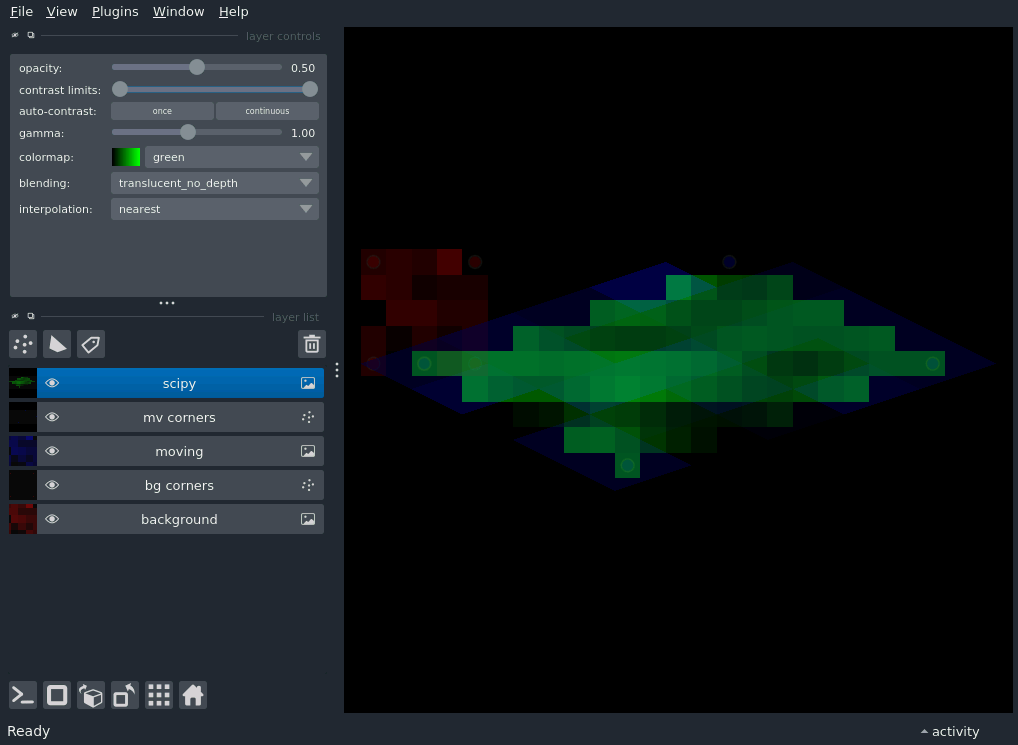 File View Plugins Window Help
layer controls
opacity: 0.50
contrast limits:
auto-contrast: once continuous
gamma: 1.00
colormap: green
blending: translucent_no_depth
interpolation: nearest
layer list
scipy
mv corners
moving
bg corners
background
Ready activity